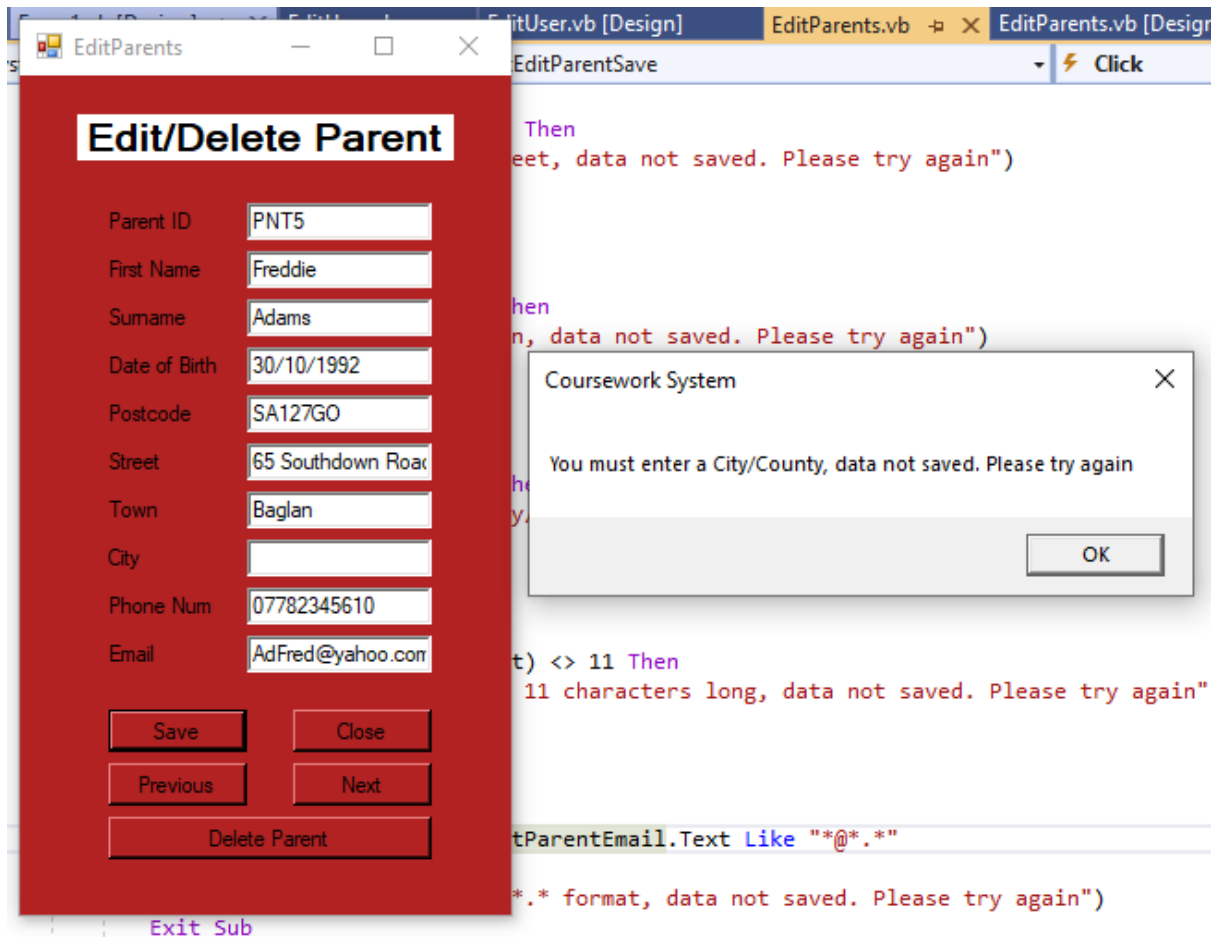 EditUser.vb [Design] EditParents.vb EditParents.vb [Design
EditParents
EditParentSave Click
Edit/Delete Parent
Then
eet, data not saved. Please try again")
Parent ID PNT5
First Name Freddie
Surname Adams
hen
n, data not saved. Please try again")
Date of Birth 30/10/1992
Coursework System
Postcode SA127GO
Street 65 Southdown Road
You must enter a City/County, data not saved. Please try again
Town Baglan
City
OK
Phone Num 07782345610
Email AdFred@yahoo.com
t) <> 11 Then
11 characters long, data not saved. Please try again"
Save Close
Previous Next
Delete Parent
tParentEmail.Text Like "*@*.*"
*.* format, data not saved. Please try again")
Exit Sub